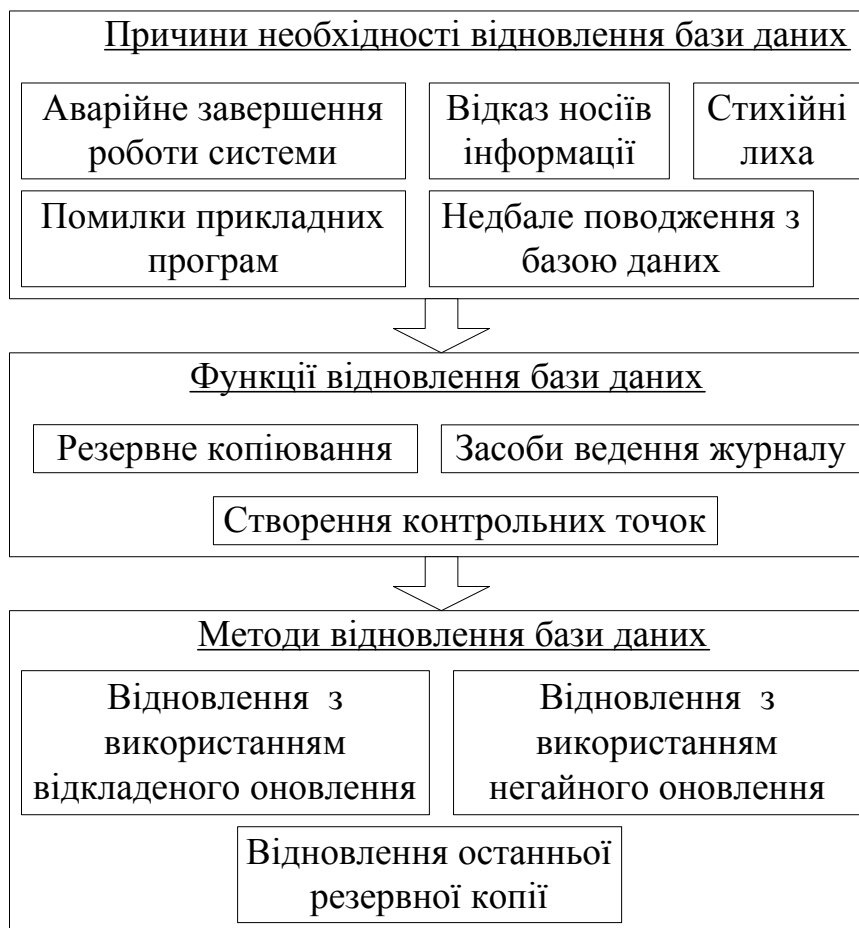 Причини необхідності відновлення бази даних
Аварійне завершення
роботи системи
Відказ носіїв
інформації
Стихійні
лиха
Помилки прикладних
програм
Недбале поводження з
базою даних
Функції відновлення бази даних
Резервне копіювання
Засоби ведення журналу
Створення контрольних точок
Методи відновлення бази даних
Відновлення з
використанням
відкладеного оновлення
Відновлення з
використанням
негайного оновлення
Відновлення останньої
резервної копії